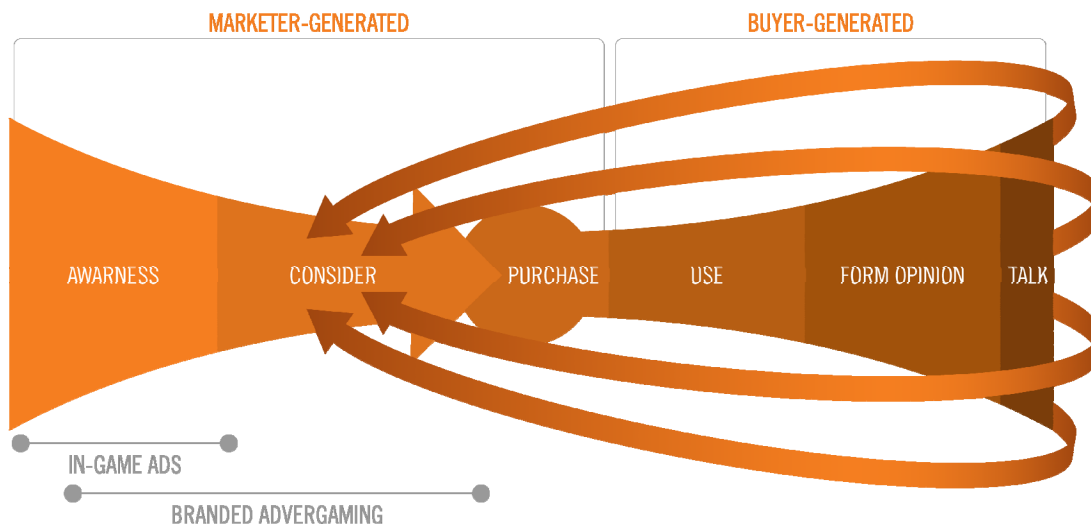 MARKETER-GENERATED
BUYER-GENERATED
AWARNESS
CONSIDER
PURCHASE
USE
FORM OPINION
TALK
IN-GAME ADS
BRANDED ADVERGAMING